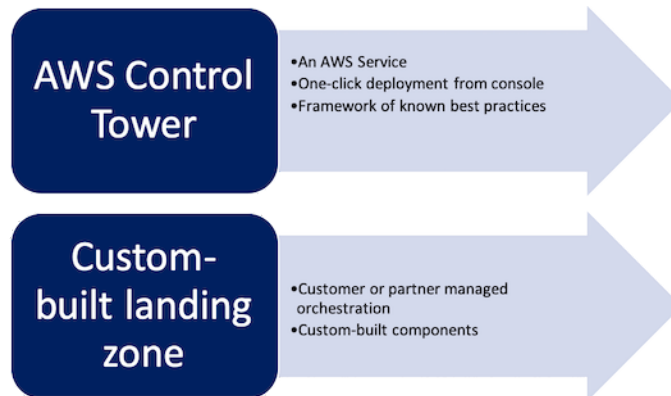 AWS Control
Tower
•An AWS Service
•One-click deployment from console
•Framework of known best practices
Custom-
built landing
zone
•Customer or partner managed
orchestration
•Custom-built components